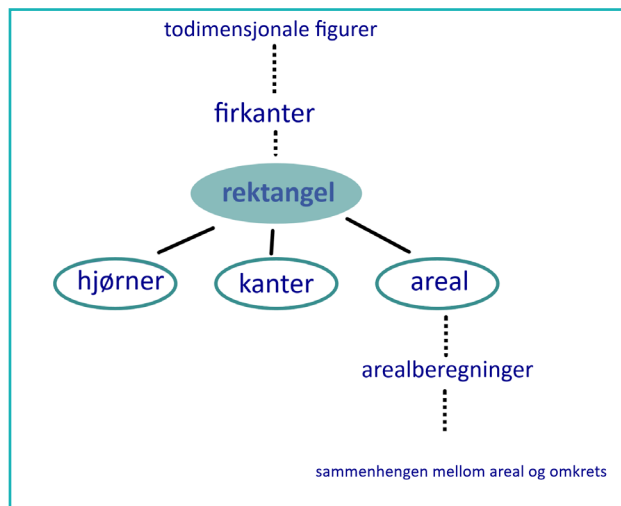 todimensjonale figurer
firkanter
rektangel
hjørner
kanter
areal
arealberegninger
sammenhengen mellom areal og omkrets